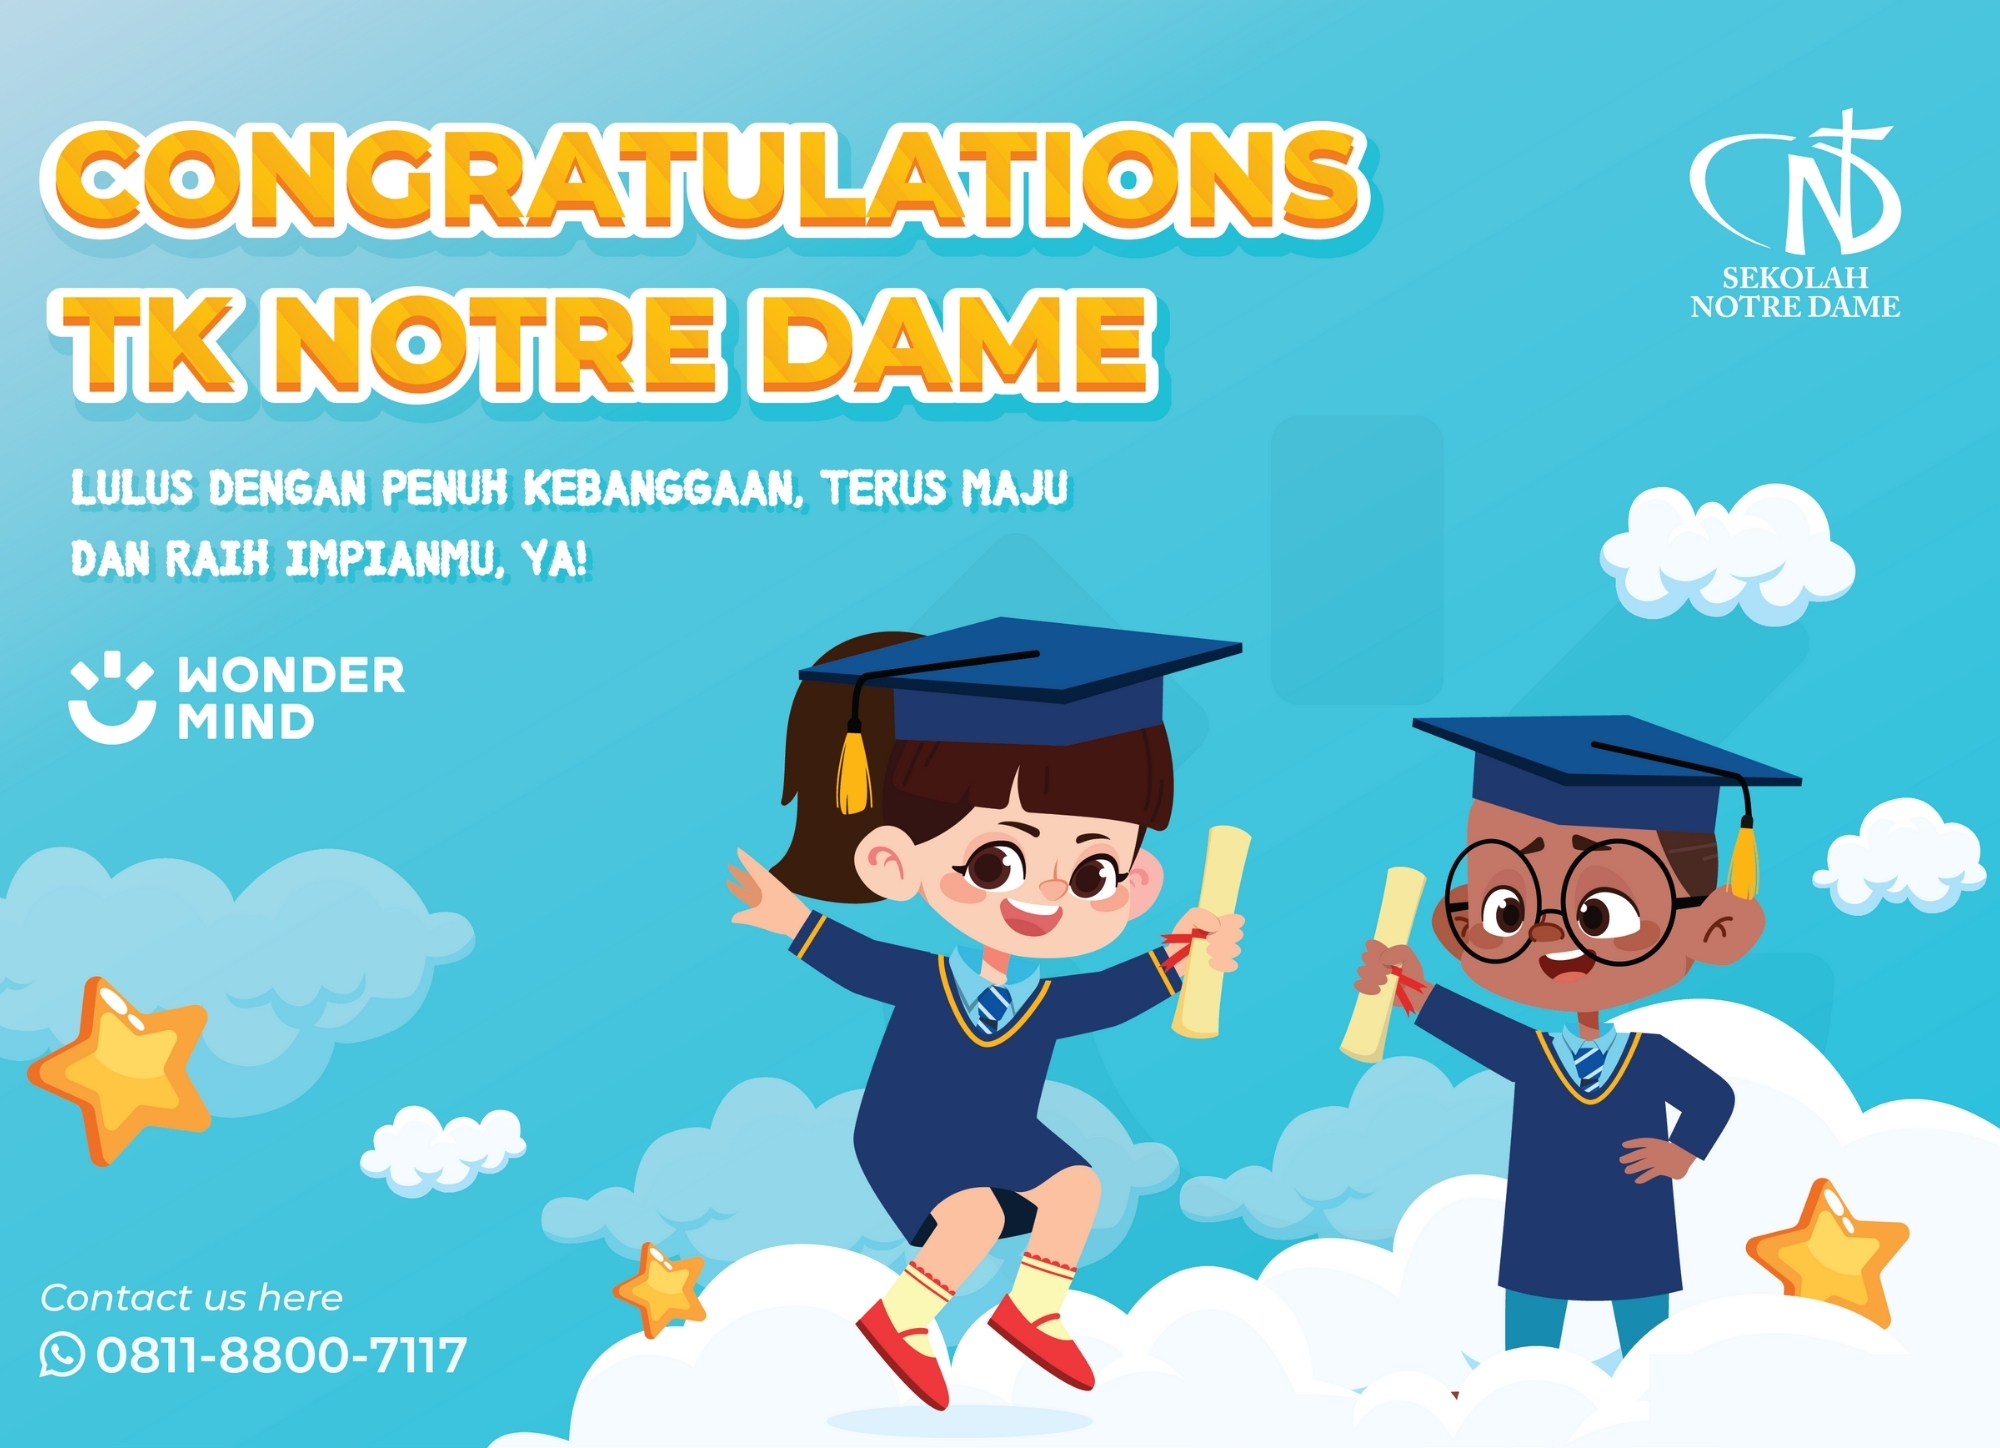 CONGRATULATIONS
TK NOTRE DAME
LULUS DENGAN PENUH KEBANGGAAN, TERUS MAJU
DAN RAIH IMPIANMU, YA!
WONDER
MIND
SEKOLAH
NOTRE DAME
Contact us here
0811-8800-7117